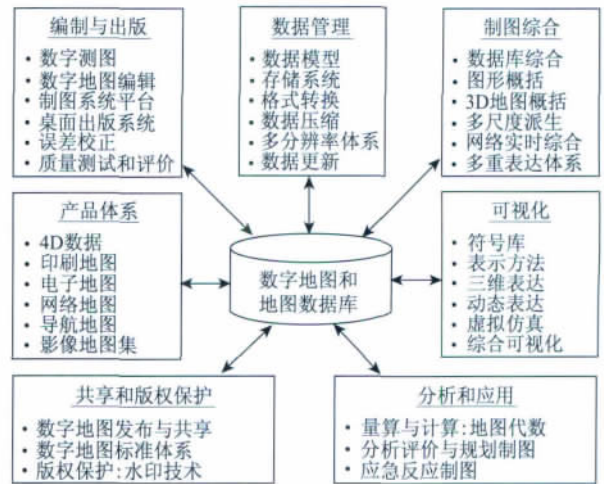 编制与出版
• 数字测图
• 数字地图编辑
• 制图系统平台
• 桌面出版系统
• 误差校正
• 质量测试和评价
数据管理
• 数据模型
• 存储系统
• 格式转换
• 数据压缩
• 多分辨率体系
• 数据更新
制图综合
• 数据库综合
• 图形概括
• 3D地图概括
• 多尺度派生
• 网络实时综合
• 多重表达体系
产品体系
• 4D数据
• 印刷地图
• 电子地图
• 网络地图
• 导航地图
• 影像地图集
数字地图和
地图数据库
可视化
• 符号库
• 表示方法
• 三维表达
• 动态表达
• 虚拟仿真
• 综合可视化
共享和版权保护
• 数字地图发布与共享
• 数字地图标准体系
• 版权保护:水印技术
分析和应用
• 量算与计算:地图代数
• 分析评价与规划制图
• 应急反应制图